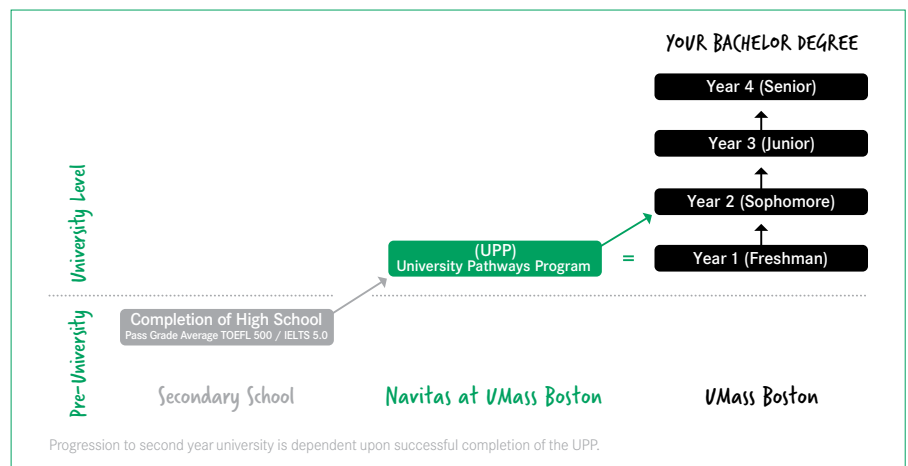 YOUR BACHELOR DEGREE
Year 4 (Senior)
Year 3 (Junior)
University Level
Year 2 (Sophomore)
(UPP)
University Pathways Program
=
Year 1 (Freshman)
Pre-University
Completion of High School
Pass Grade Average TOEFL 500 / IELTS 5.0
Secondary School
Navitas at UMass Boston
UMass Boston
Progression to second year university is dependent upon successful completion of the UPP.